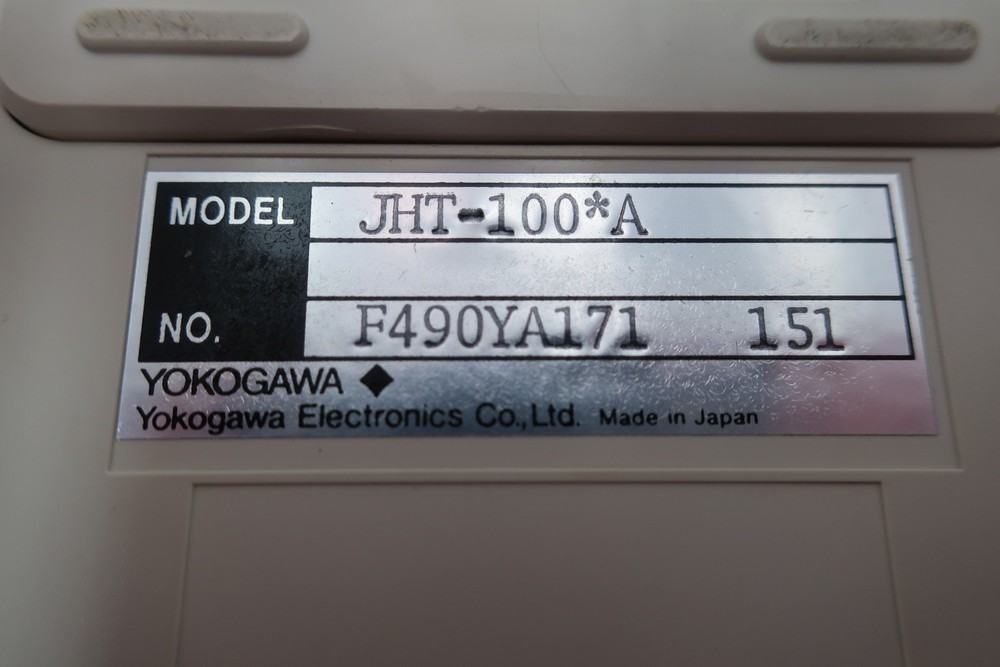 MODEL JHT-100*A
NO. F490YA171 151
YOKOGAWA ◆
Yokogawa Electronics Co.,Ltd. Made in Japan